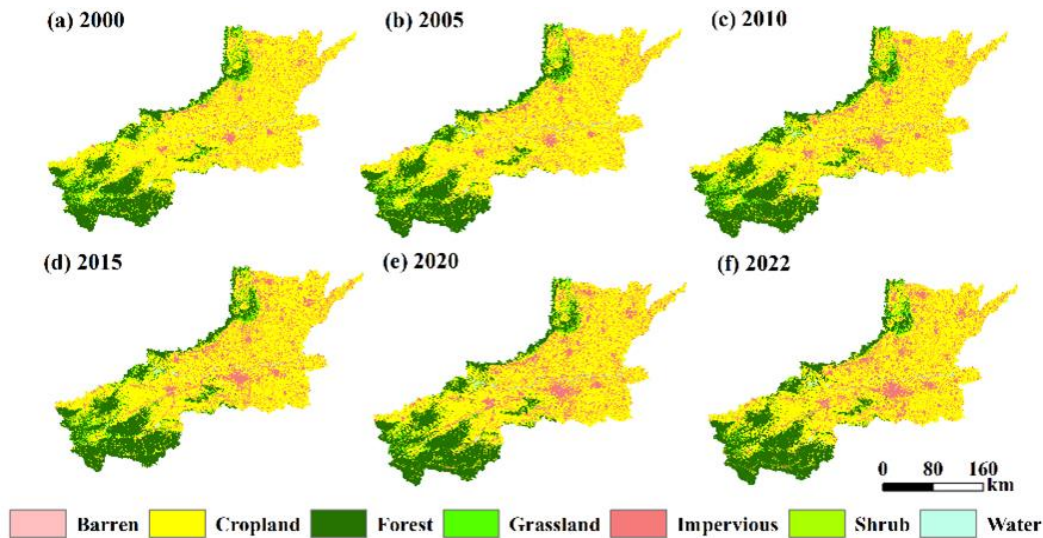 (a) 2000
(b) 2005
(c) 2010
(d) 2015
(e) 2020
(f) 2022
0 80 160
km
Barren Cropland Forest Grassland Impervious Shrub Water